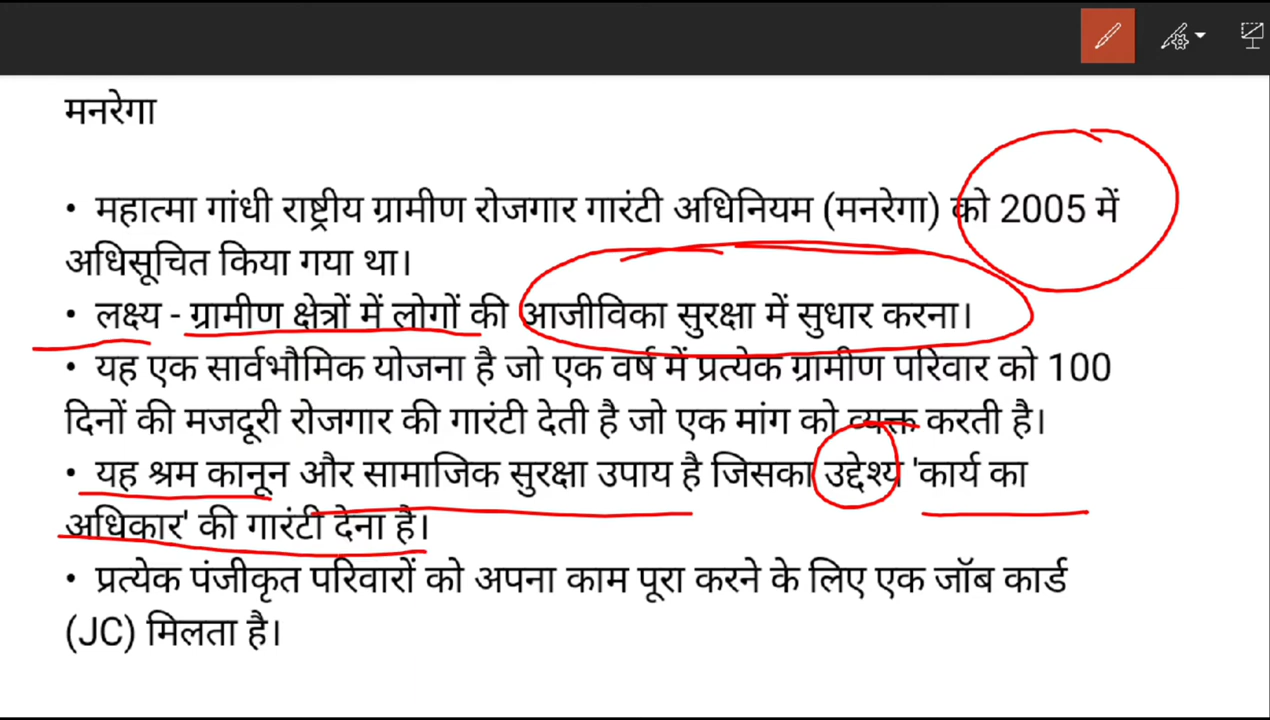 मनरेगा
• महात्मा गांधी राष्ट्रीय ग्रामीण रोजगार गारंटी अधिनियम (मनरेगा) को 2005 में
अधिसूचित किया गया था।
• लक्ष्य - ग्रामीण क्षेत्रों में लोगों की आजीविका सुरक्षा में सुधार करना।
• यह एक सार्वभौमिक योजना है जो एक वर्ष में प्रत्येक ग्रामीण परिवार को 100
दिनों की मजदूरी रोजगार की गारंटी देती है जो एक मांग को व्यक्त करती है।
• यह श्रम कानून और सामाजिक सुरक्षा उपाय है जिसका उद्देश्य 'कार्य का
अधिकार' की गारंटी देना है।
• प्रत्येक पंजीकृत परिवारों को अपना काम पूरा करने के लिए एक जॉब कार्ड
(JC) मिलता है।